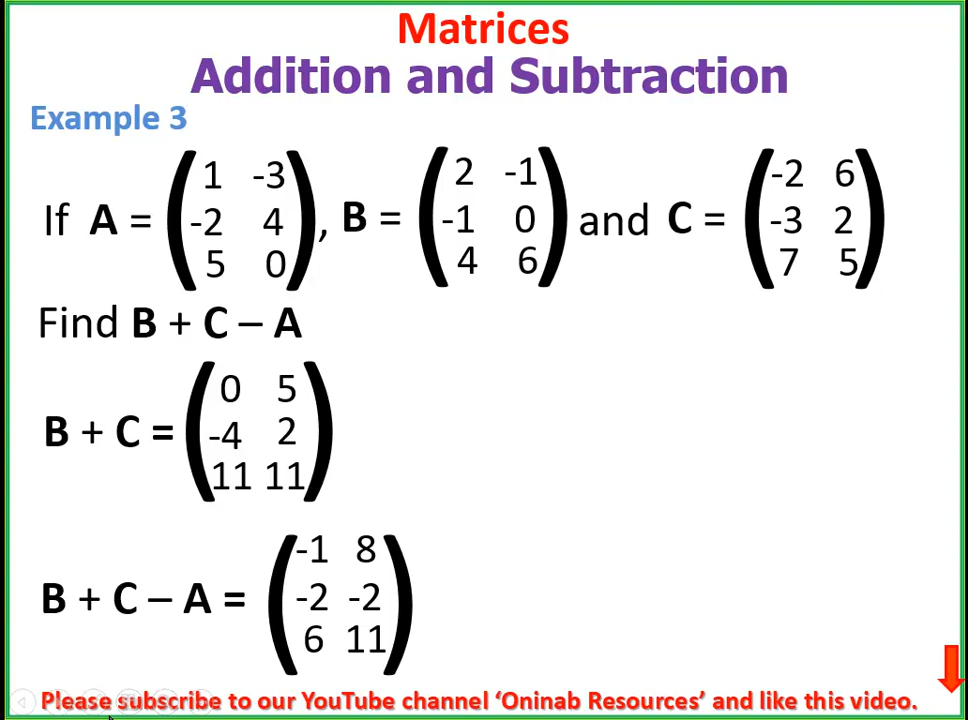 Matrices
Addition and Subtraction
Example 3
If A = ( 1 -3 ) , B = ( 2 -1 ) and C = ( -2 6 )
-2 4 -1 0 -3 2
5 0 4 6 7 5
Find B + C – A
B + C = ( 0 5 )
-4 2
11 11
B + C – A = ( -1 8 )
-2 -2
6 11
Please subscribe to our YouTube channel ‘Oninab Resources’ and like this video.